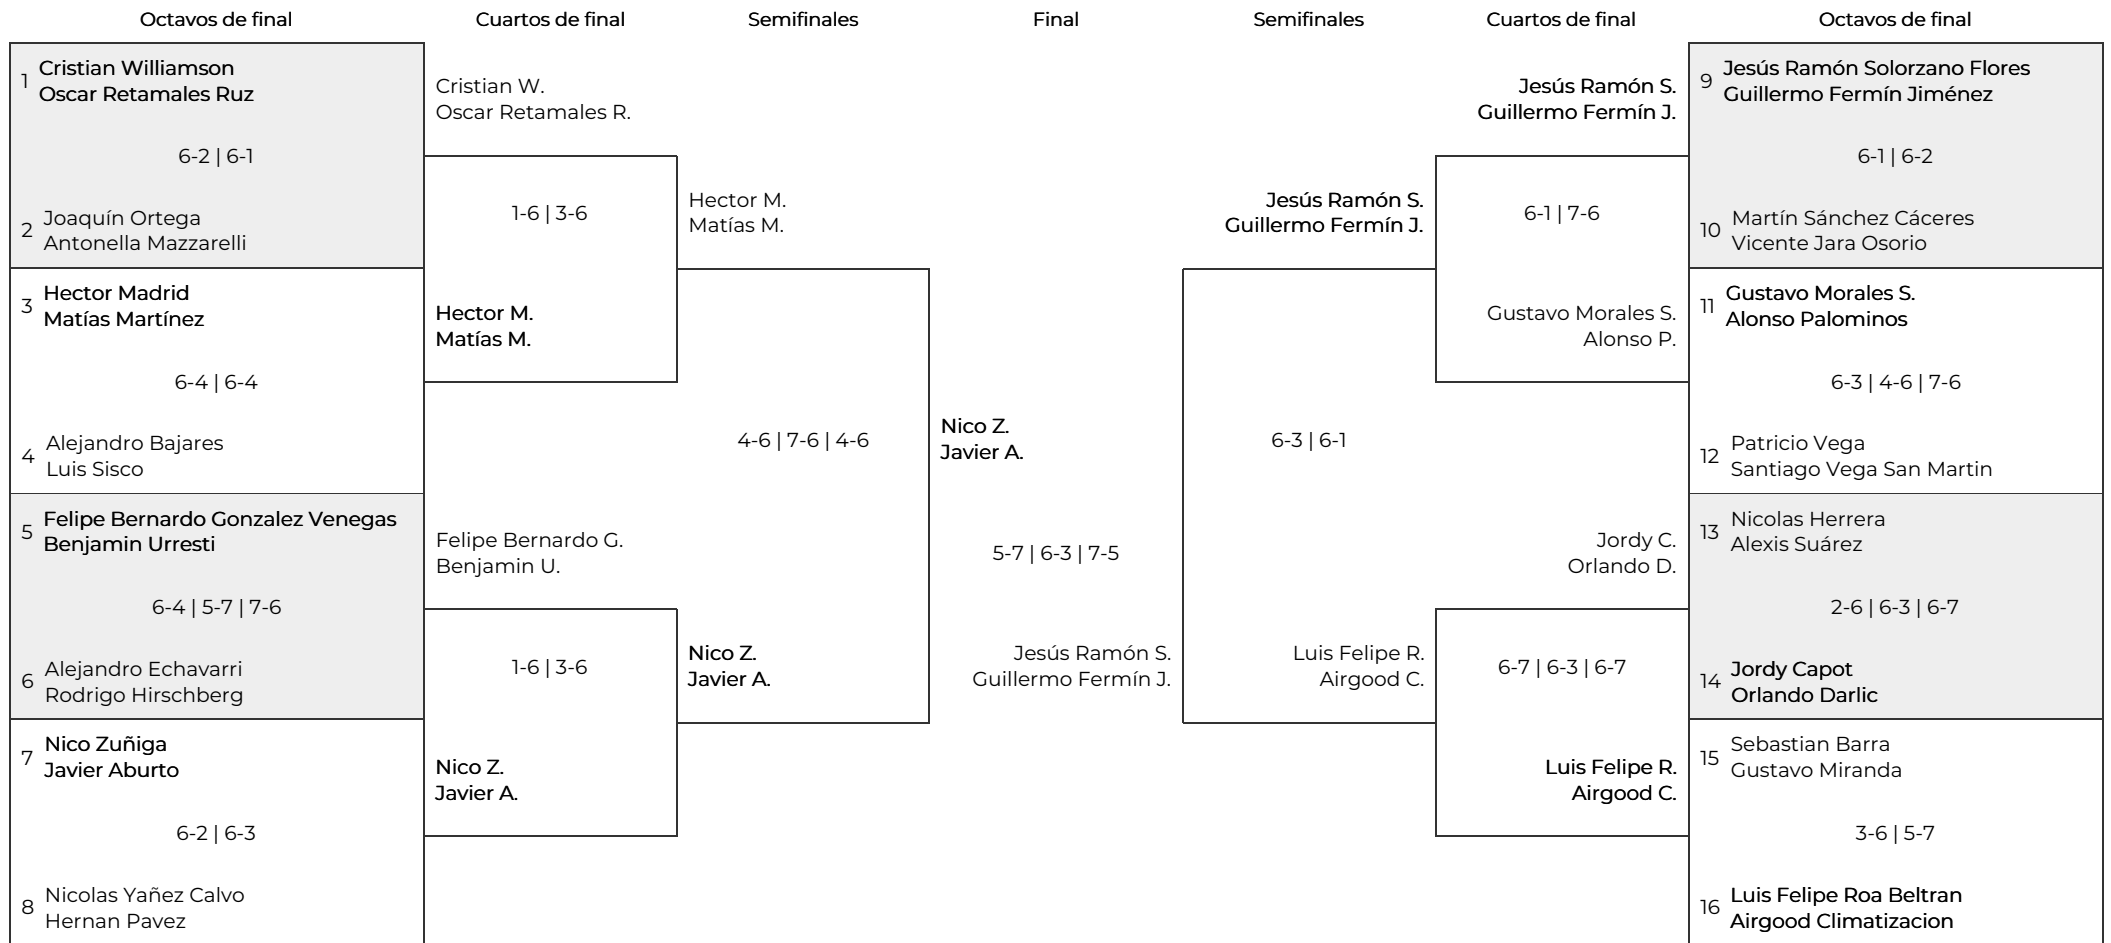 Octavos de final
Cuartos de final
Semifinales
Final
Semifinales
Cuartos de final
Octavos de final
1
Cristian Williamson
Oscar Retamales Ruz
6-2 | 6-1
2
Joaquín Ortega
Antonella Mazzarelli
3
Hector Madrid
Matías Martínez
6-4 | 6-4
4
Alejandro Bajares
Luis Sisco
5
Felipe Bernardo Gonzalez Venegas
Benjamin Urresti
6-4 | 5-7 | 7-6
6
Alejandro Echavarri
Rodrigo Hirschberg
7
Nico Zuñiga
Javier Aburto
6-2 | 6-3
8
Nicolas Yañez Calvo
Hernan Pavez
Cristian W.
Oscar Retamales R.
1-6 | 3-6
Hector M.
Matías M.
Felipe Bernardo G.
Benjamin U.
1-6 | 3-6
Nico Z.
Javier A.
Hector M.
Matías M.
4-6 | 7-6 | 4-6
Nico Z.
Javier A.
Nico Z.
Javier A.
5-7 | 6-3 | 7-5
Jesús Ramón S.
Guillermo Fermín J.
Jesús Ramón S.
Guillermo Fermín J.
6-3 | 6-1
Luis Felipe R.
Airgood C.
Jesús Ramón S.
Guillermo Fermín J.
6-1 | 7-6
Gustavo Morales S.
Alonso P.
Jordy C.
Orlando D.
6-7 | 6-3 | 6-7
Luis Felipe R.
Airgood C.
9
Jesús Ramón Solorzano Flores
Guillermo Fermín Jiménez
6-1 | 6-2
10
Martín Sánchez Cáceres
Vicente Jara Osorio
11
Gustavo Morales S.
Alonso Palominos
6-3 | 4-6 | 7-6
12
Patricio Vega
Santiago Vega San Martin
13
Nicolas Herrera
Alexis Suárez
2-6 | 6-3 | 6-7
14
Jordy Capot
Orlando Darlic
15
Sebastian Barra
Gustavo Miranda
3-6 | 5-7
16
Luis Felipe Roa Beltran
Airgood Climatizacion